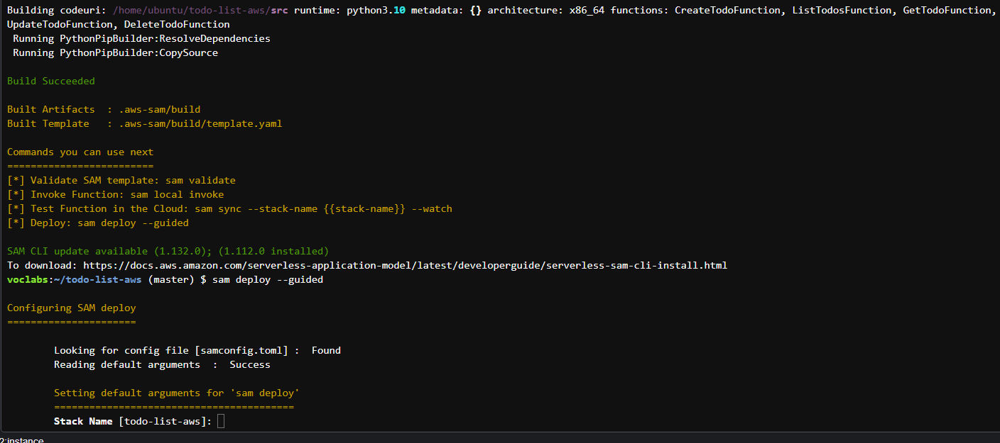 Building codeuri: /home/ubuntu/todo-list-aws/src runtime: python3.10 metadata: {} architecture: x86_64 functions: CreateTodoFunction, ListTodosFunction, GetTodoFunction,
UpdateTodoFunction, DeleteTodoFunction
Running PythonPipBuilder:ResolveDependencies
Running PythonPipBuilder:CopySource
Build Succeeded
Built Artifacts  : .aws-sam/build
Built Template   : .aws-sam/build/template.yaml
Commands you can use next
=========================
[*] Validate SAM template: sam validate
[*] Invoke Function: sam local invoke
[*] Test Function in the Cloud: sam sync --stack-name {{stack-name}} --watch
[*] Deploy: sam deploy --guided
SAM CLI update available (1.132.0); (1.112.0 installed)
To download: https://docs.aws.amazon.com/serverless-application-model/latest/developerguide/serverless-sam-cli-install.html
voclabs:~/todo-list-aws (master) $ sam deploy --guided
Configuring SAM deploy
======================
Looking for config file [samconfig.toml] :  Found
Reading default arguments  :  Success
Setting default arguments for 'sam deploy'
=========================================
Stack Name [todo-list-aws]:
2:instance